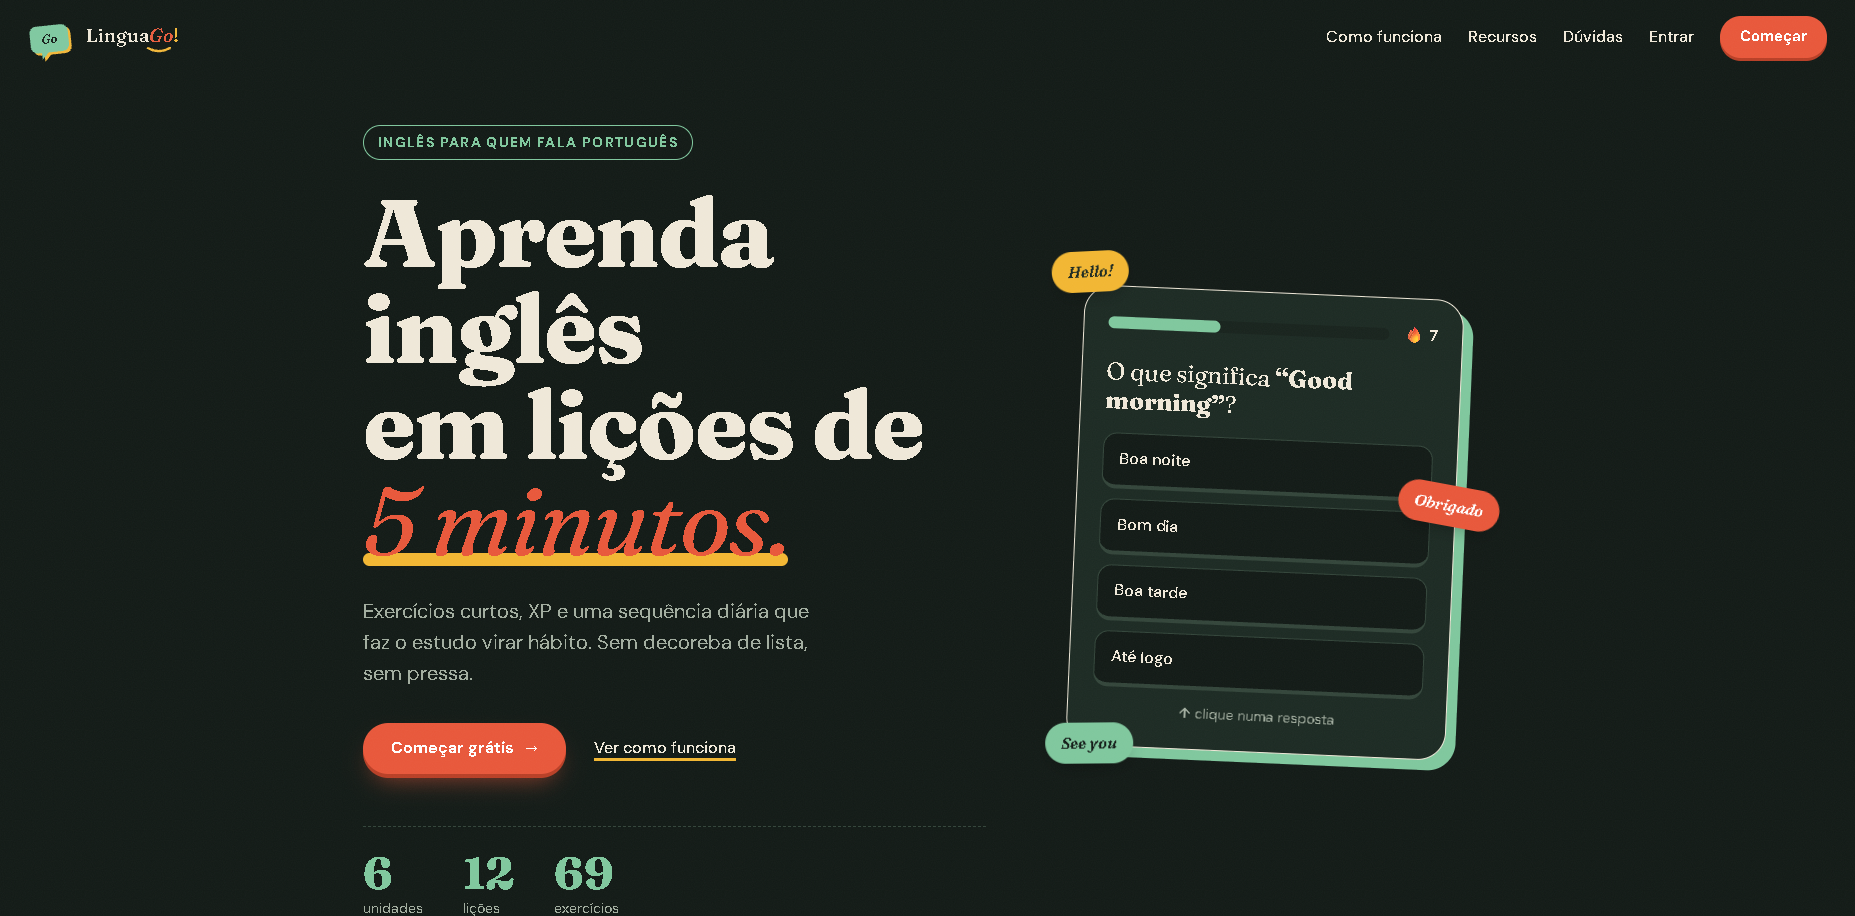 Go
LinguaGo!
Como funciona
Recursos
Dúvidas
Entrar
Começar
INGLÊS PARA QUEM FALA PORTUGUÊS
Aprenda
inglês
em lições de
5 minutos.
Exercícios curtos, XP e uma sequência diária que
faz o estudo virar hábito. Sem decoreba de lista,
sem pressa.
Começar grátis →
Ver como funciona
6
unidades
12
lições
69
exercícios
Hello!
7
O que significa “Good
morning”?
Boa noite
Obrigado
Bom dia
Boa tarde
Até logo
↑ clique numa resposta
See you